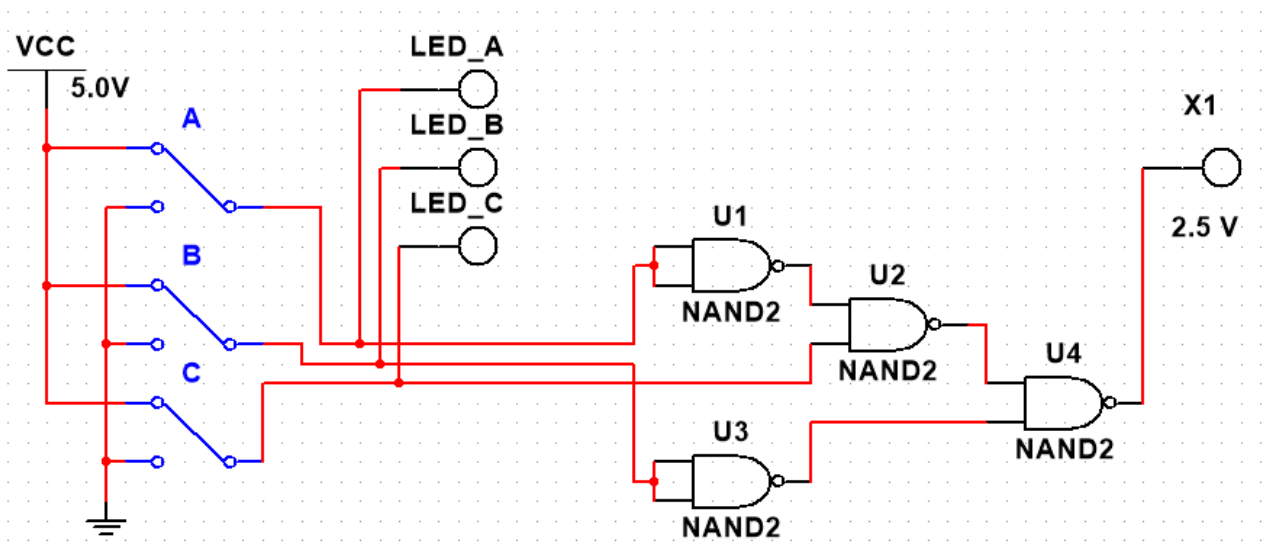 VCC
5.0V
A
B
C
LED_A
LED_B
LED_C
U1
NAND2
U2
NAND2
U3
NAND2
U4
NAND2
X1
2.5 V